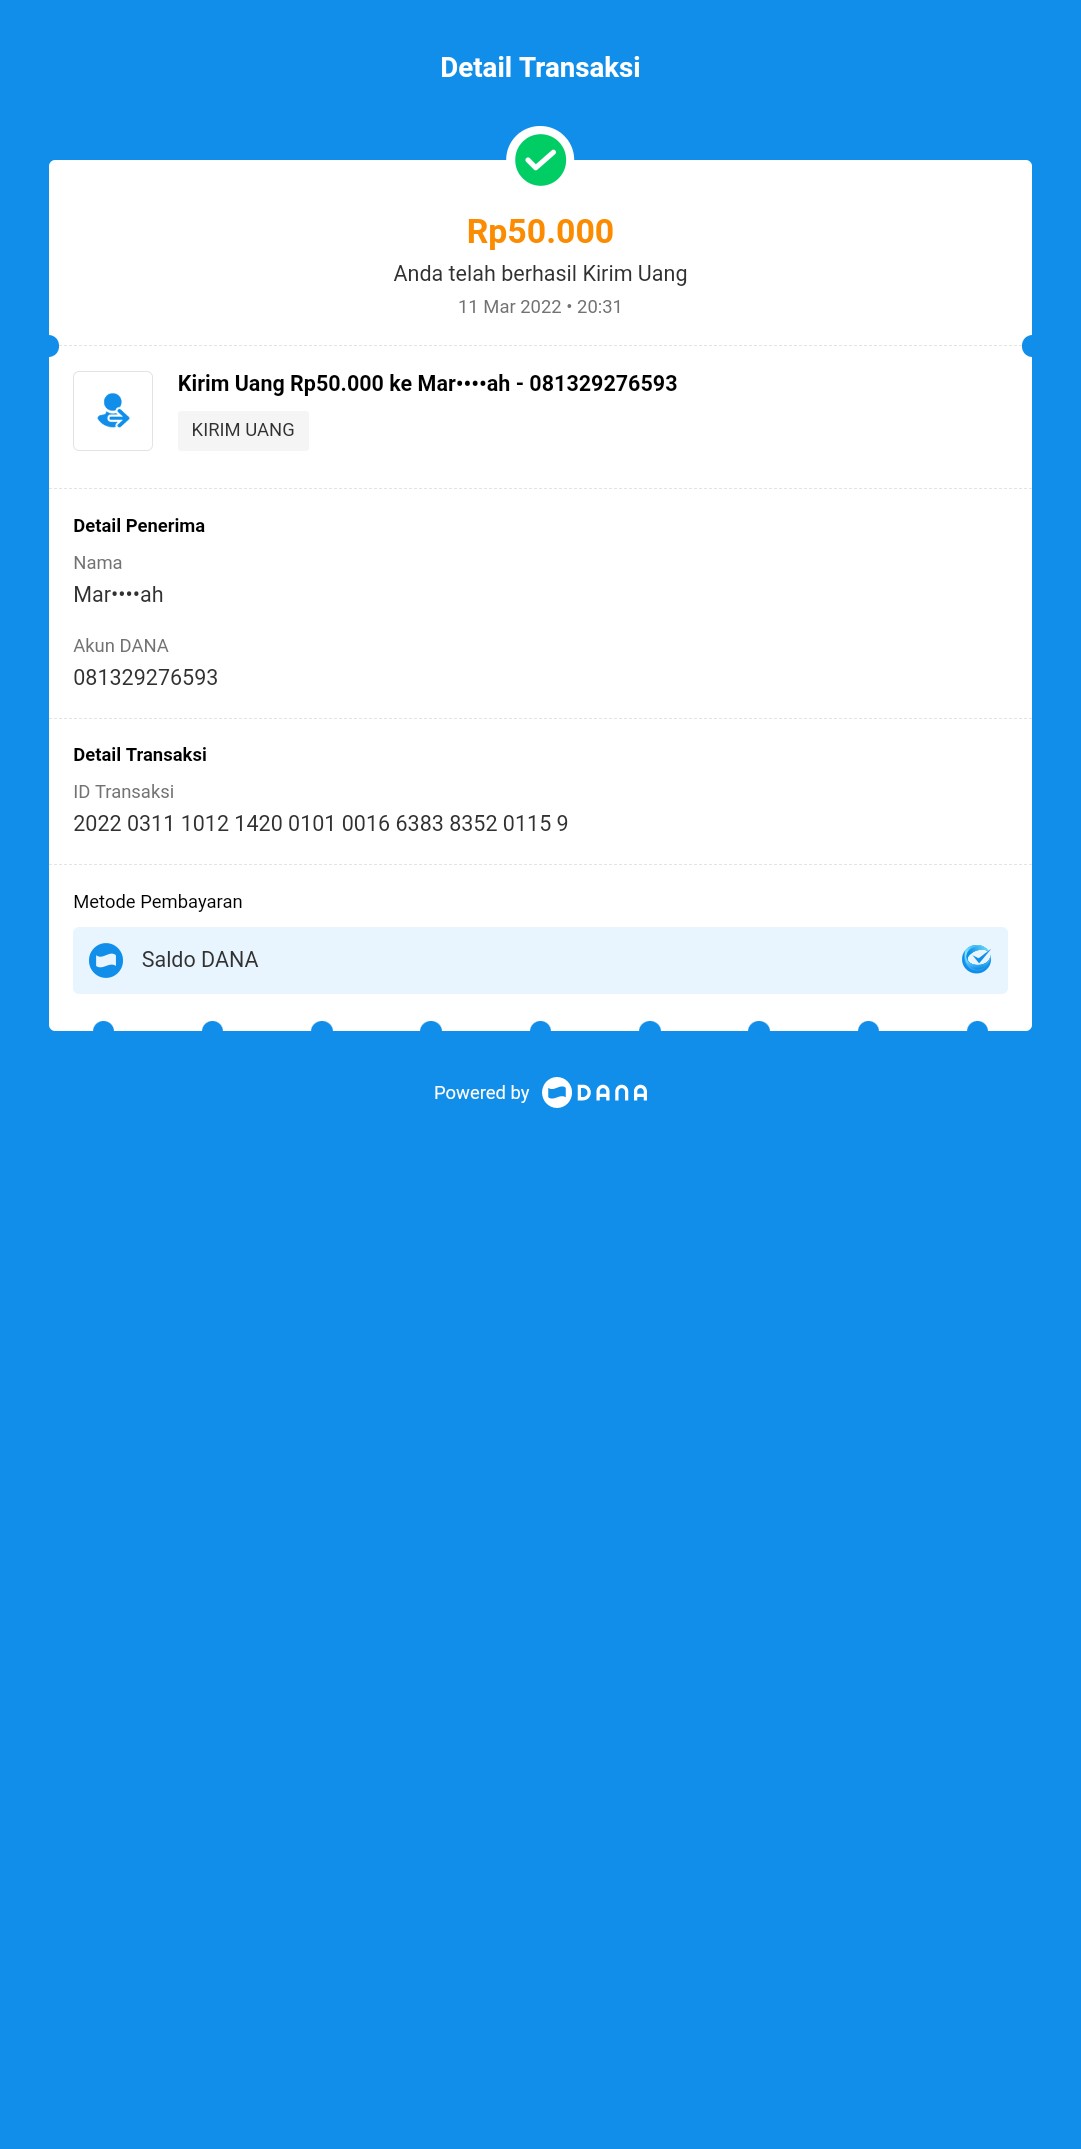 Detail Transaksi
Rp50.000
Anda telah berhasil Kirim Uang
11 Mar 2022 • 20:31
Kirim Uang Rp50.000 ke Mar••••ah - 081329276593
KIRIM UANG
Detail Penerima
Nama
Mar••••ah
Akun DANA
081329276593
Detail Transaksi
ID Transaksi
2022 0311 1012 1420 0101 0016 6383 8352 0115 9
Metode Pembayaran
Saldo DANA
Powered by DANA